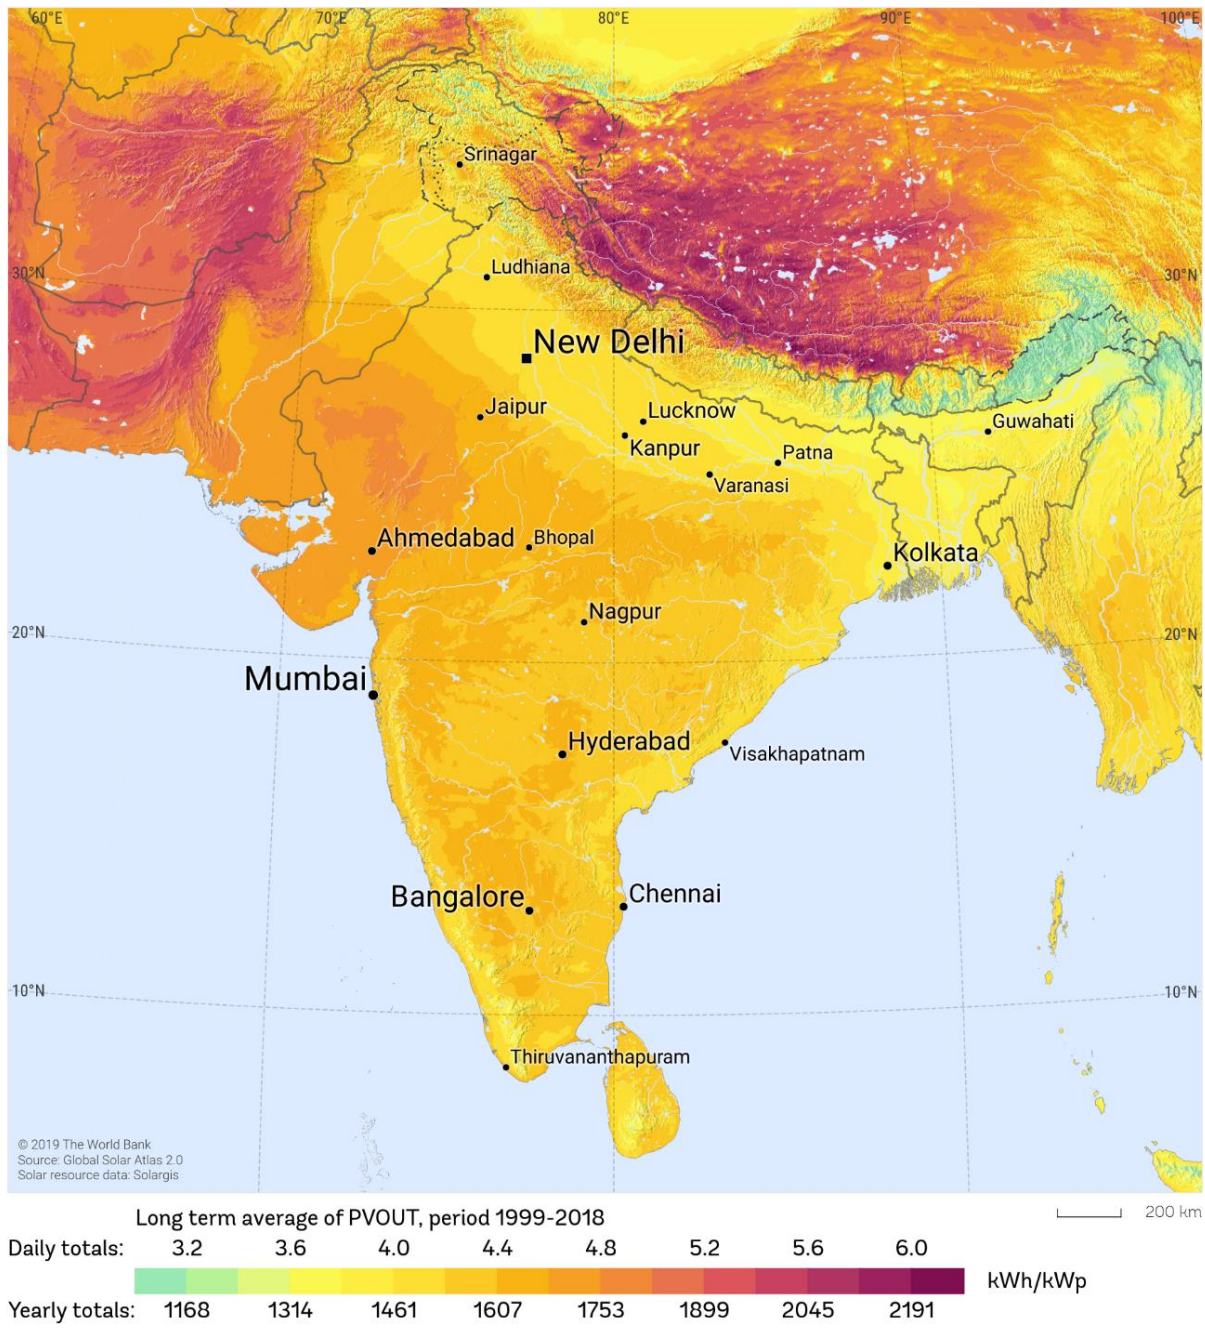 60°E 70°E 80°E 90°E 100°E
Srinagar
Ludhiana
30°N 30°N
New Delhi
Jaipur
Lucknow
Guwahati
Kanpur
Patna
Varanasi
Ahmedabad
Bhopal
Kolkata
Nagpur
20°N 20°N
Mumbai
Hyderabad
Visakhapatnam
Bangalore
Chennai
10°N 10°N
Thiruvananthapuram
© 2019 The World Bank
Source: Global Solar Atlas 2.0
Solar resource data: Solargis
Long term average of PVOUT, period 1999-2018
200 km
Daily totals: 3.2 3.6 4.0 4.4 4.8 5.2 5.6 6.0
kWh/kWp
Yearly totals: 1168 1314 1461 1607 1753 1899 2045 2191